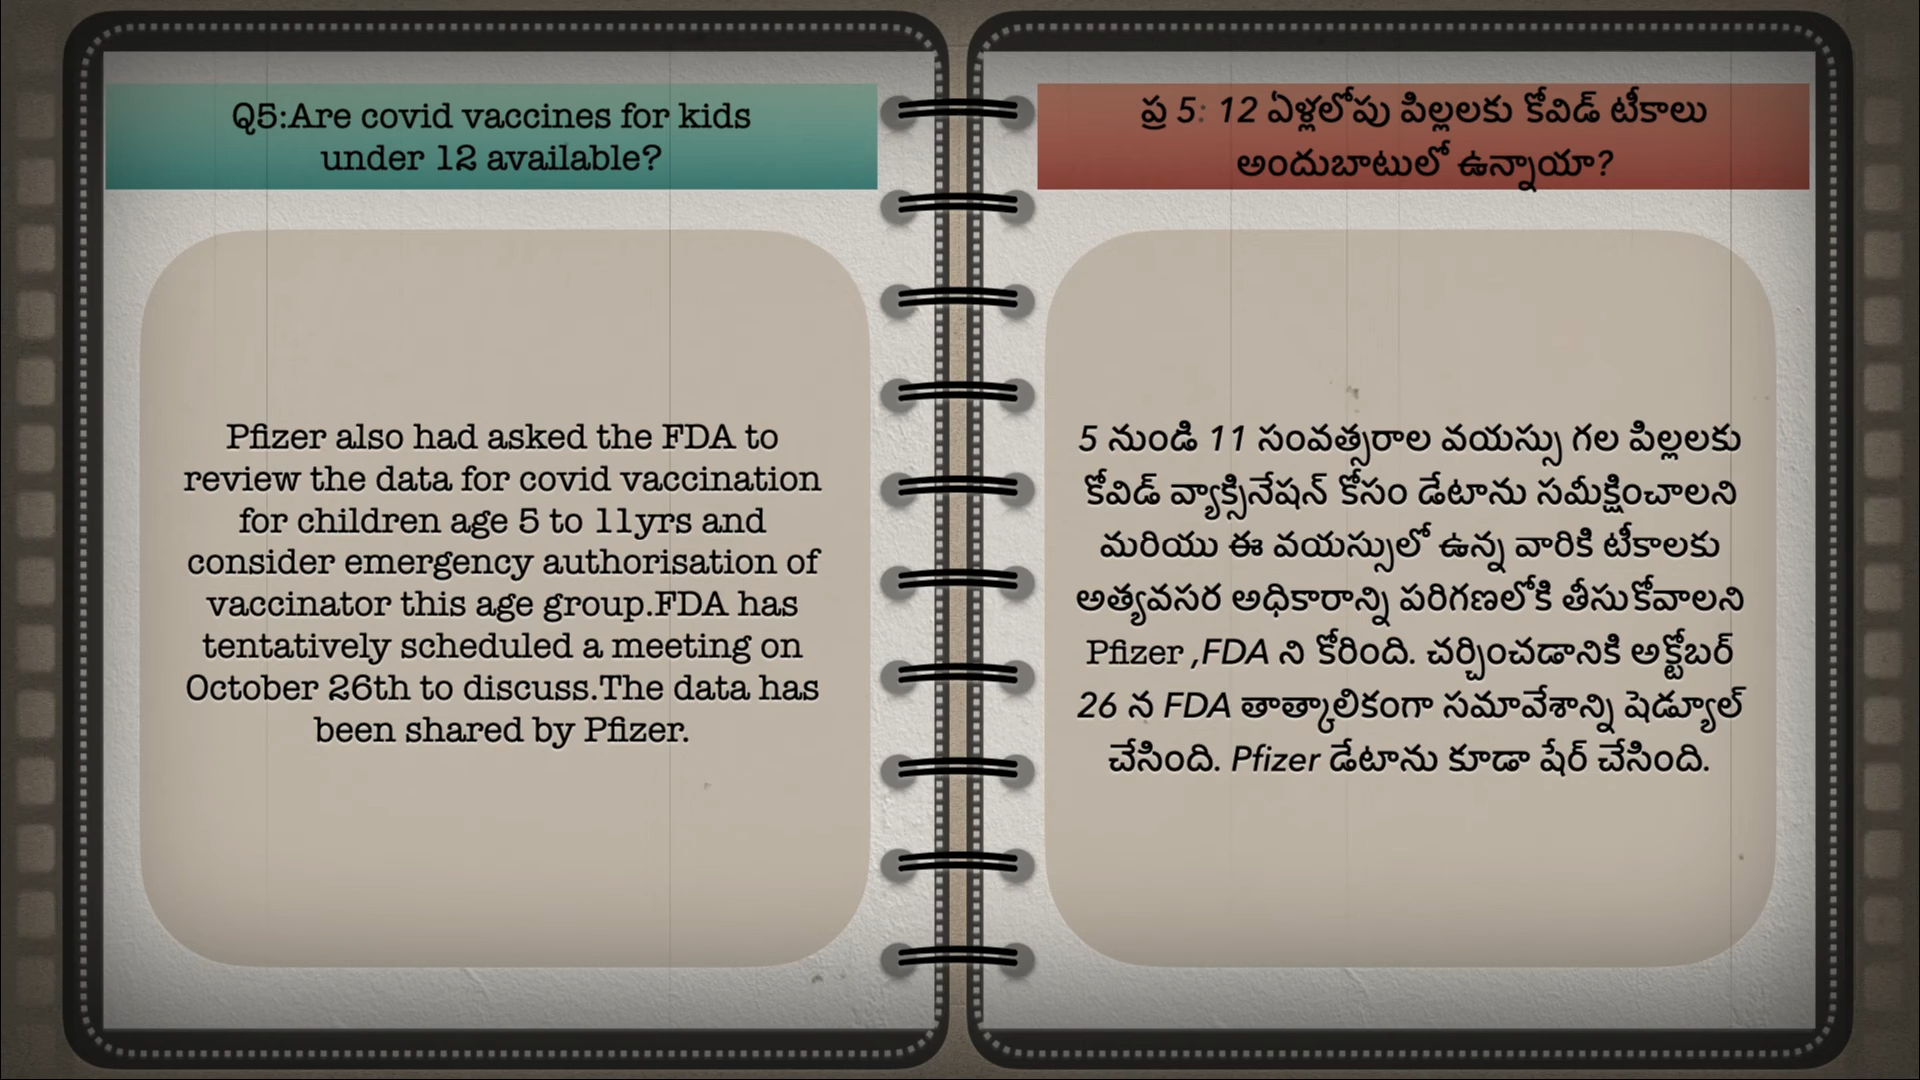 Q5:Are covid vaccines for kids
under 12 available?
Pfizer also had asked the FDA to
review the data for covid vaccination
for children age 5 to 11yrs and
consider emergency authorisation of
vaccinator this age group.FDA has
tentatively scheduled a meeting on
October 26th to discuss.The data has
been shared by Pfizer.
ప్ర 5: 12 ఏళ్లలోపు పిల్లలకు కోవిడ్ టీకాలు
అందుబాటులో ఉన్నాయా?
5 నుండి 11 సంవత్సరాల వయస్సు గల పిల్లలకు
కోవిడ్ వ్యాక్సినేషన్ కోసం డేటాను సమీక్షించాలని
మరియు ఈ వయస్సులో ఉన్న వారికి టీకాలకు
అత్యవసర అధికారాన్ని పరిగణలోకి తీసుకోవాలని
Pfizer ,FDA ని కోరింది. చర్చించడానికి అక్టోబర్
26 న FDA తాత్కాలికంగా సమావేశాన్ని షెడ్యూల్
చేసింది. Pfizer డేటాను కూడా షేర్ చేసింది.